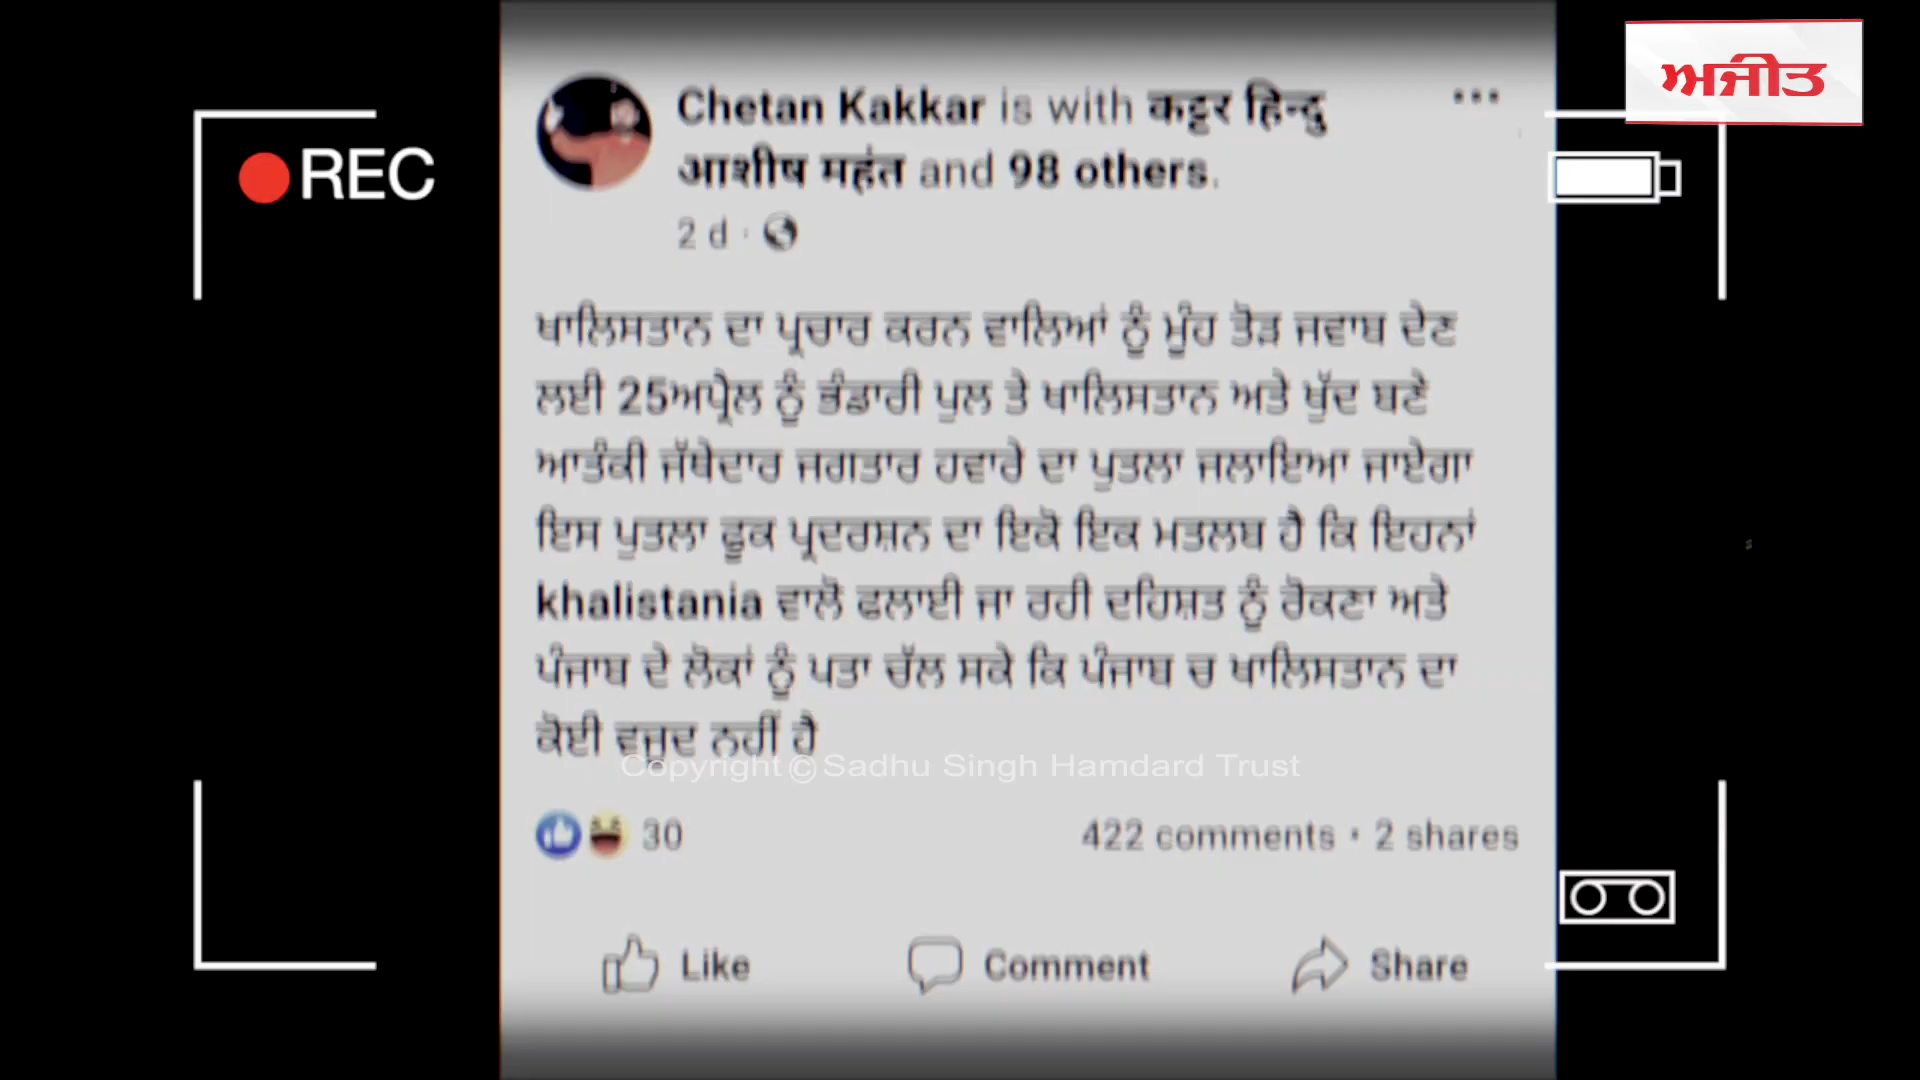 ਅਜੀਤ
REC
Chetan Kakkar is with कट्टर हिन्दु
आशीष महंत and 98 others.
2 d ·
ਖਾਲਿਸਤਾਨ ਦਾ ਪ੍ਰਚਾਰ ਕਰਨ ਵਾਲਿਆਂ ਨੂੰ ਮੂੰਹ ਤੋੜ ਜਵਾਬ ਦੇਣ
ਲਈ 25ਅਪ੍ਰੈਲ ਨੂੰ ਭੰਡਾਰੀ ਪੁਲ ਤੇ ਖਾਲਿਸਤਾਨ ਅਤੇ ਖੁੱਦ ਬਣੇ
ਆਤੰਕੀ ਜੱਥੇਦਾਰ ਜਗਤਾਰ ਹਵਾਰੇ ਦਾ ਪੁਤਲਾ ਜਲਾਇਆ ਜਾਏਗਾ
ਇਸ ਪੁਤਲਾ ਫੂਕ ਪ੍ਰਦਰਸ਼ਨ ਦਾ ਇਕੋ ਇਕ ਮਤਲਬ ਹੈ ਕਿ ਇਹਨਾਂ
khalistania ਵਾਲੋ ਫਲਾਈ ਜਾ ਰਹੀ ਦਹਿਸ਼ਤ ਨੂੰ ਰੋਕਣਾ ਅਤੇ
ਪੰਜਾਬ ਦੇ ਲੋਕਾਂ ਨੂੰ ਪਤਾ ਚੱਲ ਸਕੇ ਕਿ ਪੰਜਾਬ ਚ ਖਾਲਿਸਤਾਨ ਦਾ
ਕੋਈ ਵਜੂਦ ਨਹੀਂ ਹੈ
Copyright © Sadhu Singh Hamdard Trust
30 422 comments • 2 shares
Like Comment Share